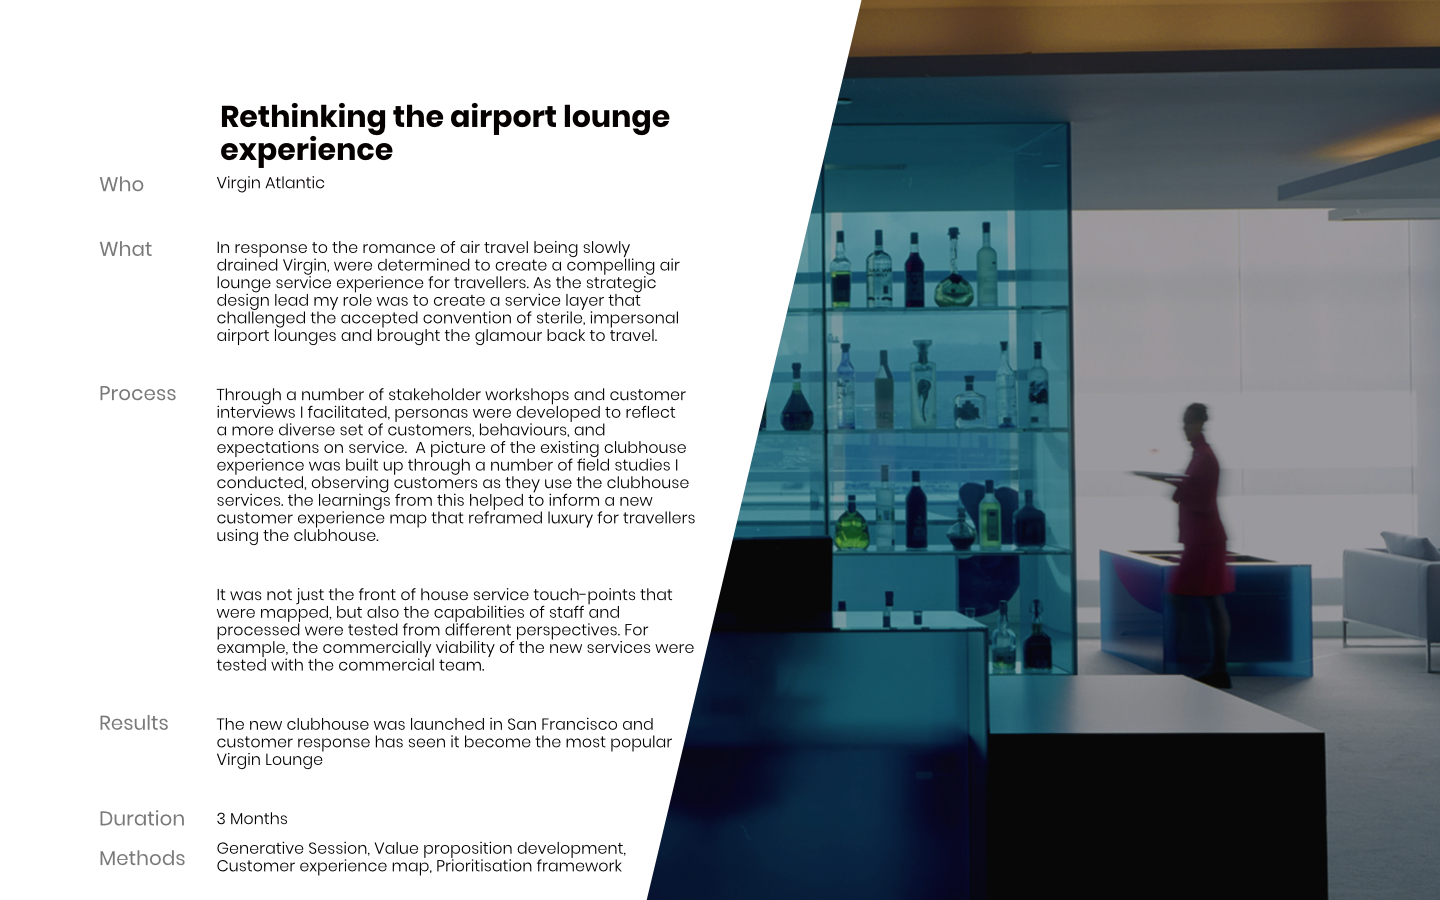 Rethinking the airport lounge
experience
Who
Virgin Atlantic
What
In response to the romance of air travel being slowly
drained Virgin, were determined to create a compelling air
lounge service experience for travellers. As the strategic
design lead my role was to create a service layer that
challenged the accepted convention of sterile, impersonal
airport lounges and brought the glamour back to travel.
Process
Through a number of stakeholder workshops and customer
interviews I facilitated, personas were developed to reflect
a more diverse set of customers, behaviours, and
expectations on service.  A picture of the existing clubhouse
experience was built up through a number of field studies I
conducted, observing customers as they use the clubhouse
services. the learnings from this helped to inform a new
customer experience map that reframed luxury for travellers
using the clubhouse.
It was not just the front of house service touch-points that
were mapped, but also the capabilities of staff and
processed were tested from different perspectives. For
example, the commercially viability of the new services were
tested with the commercial team.
Results
The new clubhouse was launched in San Francisco and
customer response has seen it become the most popular
Virgin Lounge
Duration
3 Months
Methods
Generative Session, Value proposition development,
Customer experience map, Prioritisation framework